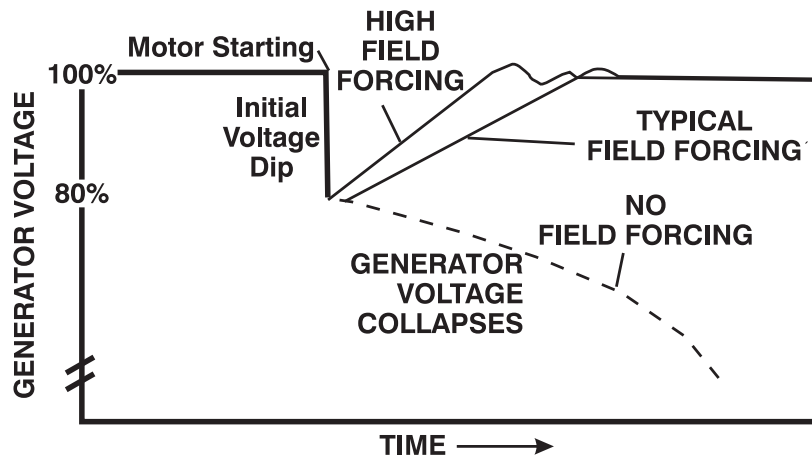 HIGH
FIELD
FORCING
Motor Starting
100%
Initial
Voltage
Dip
TYPICAL
FIELD FORCING
80%
NO
FIELD FORCING
GENERATOR
VOLTAGE
COLLAPSES
GENERATOR VOLTAGE
TIME